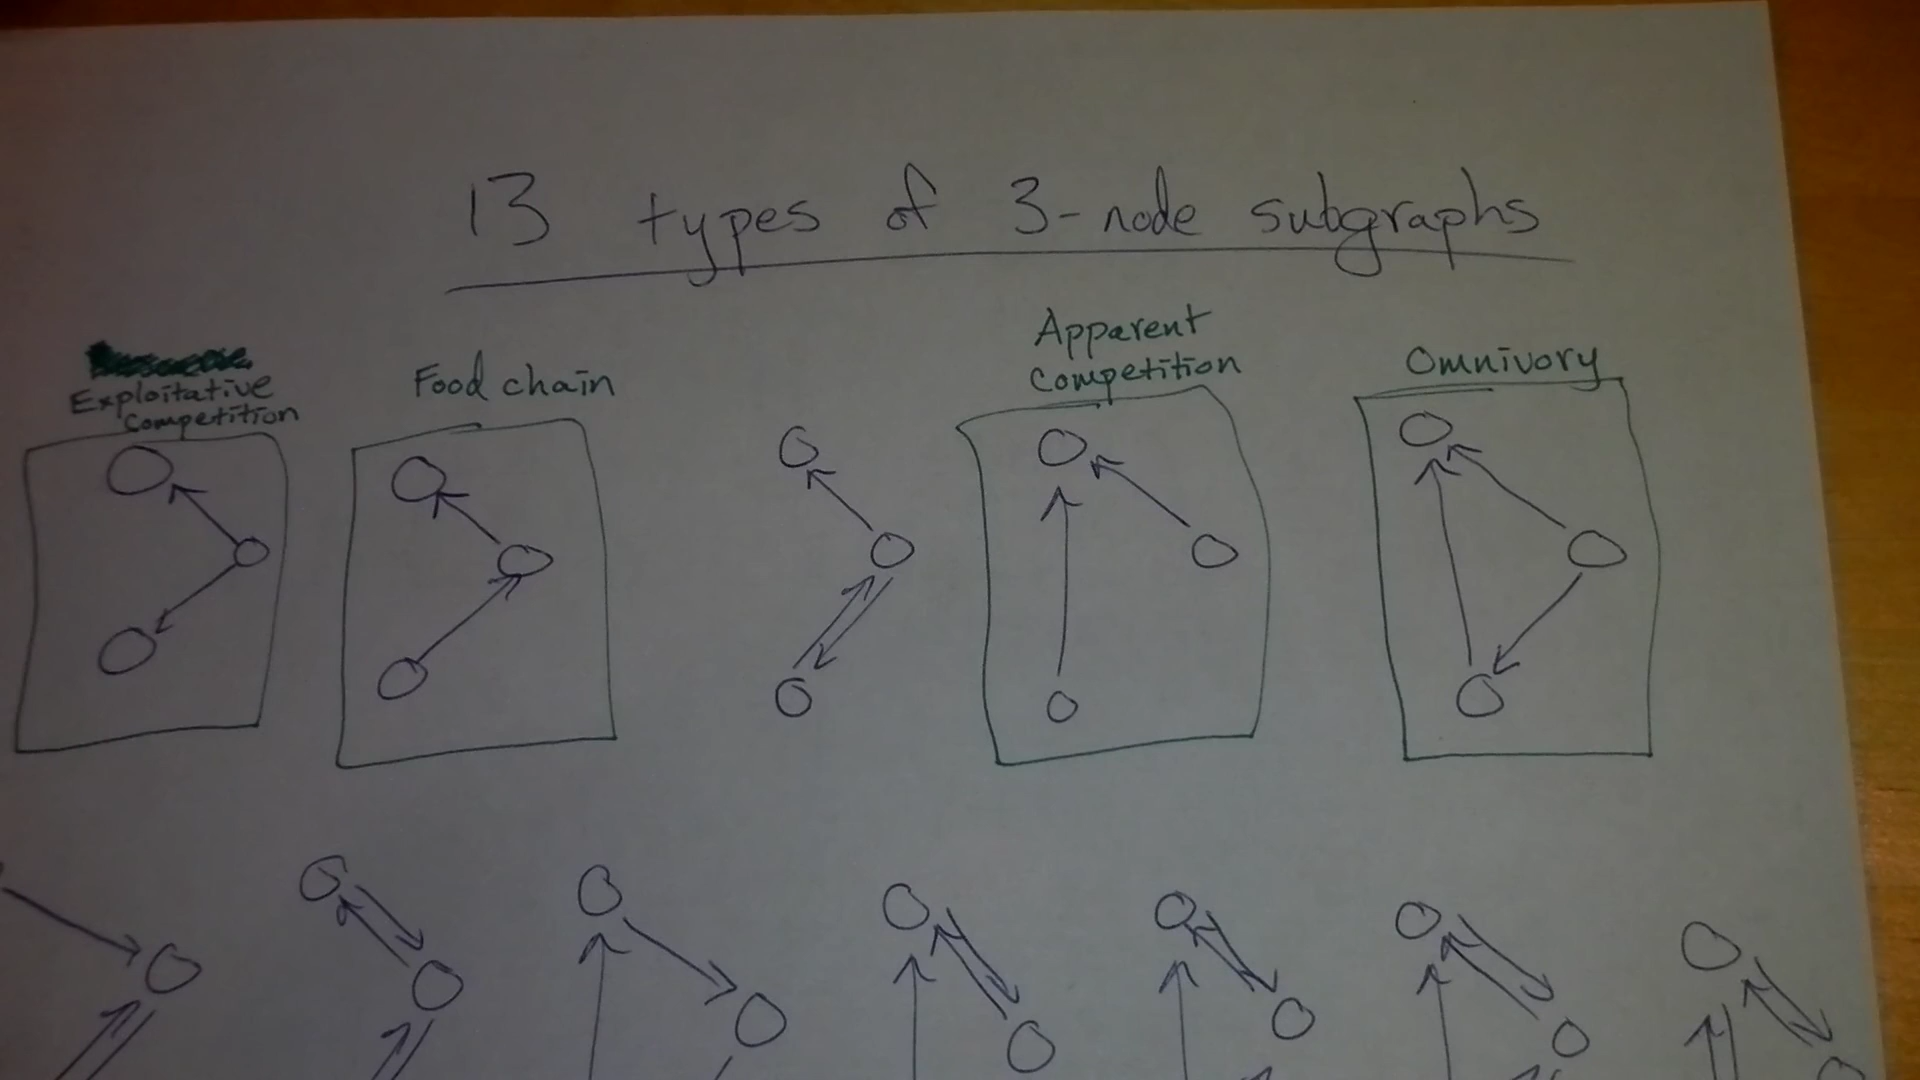 13 types of 3-node subgraphs
Exploitative
Competition
Food chain
Apparent
Competition
Omnivory